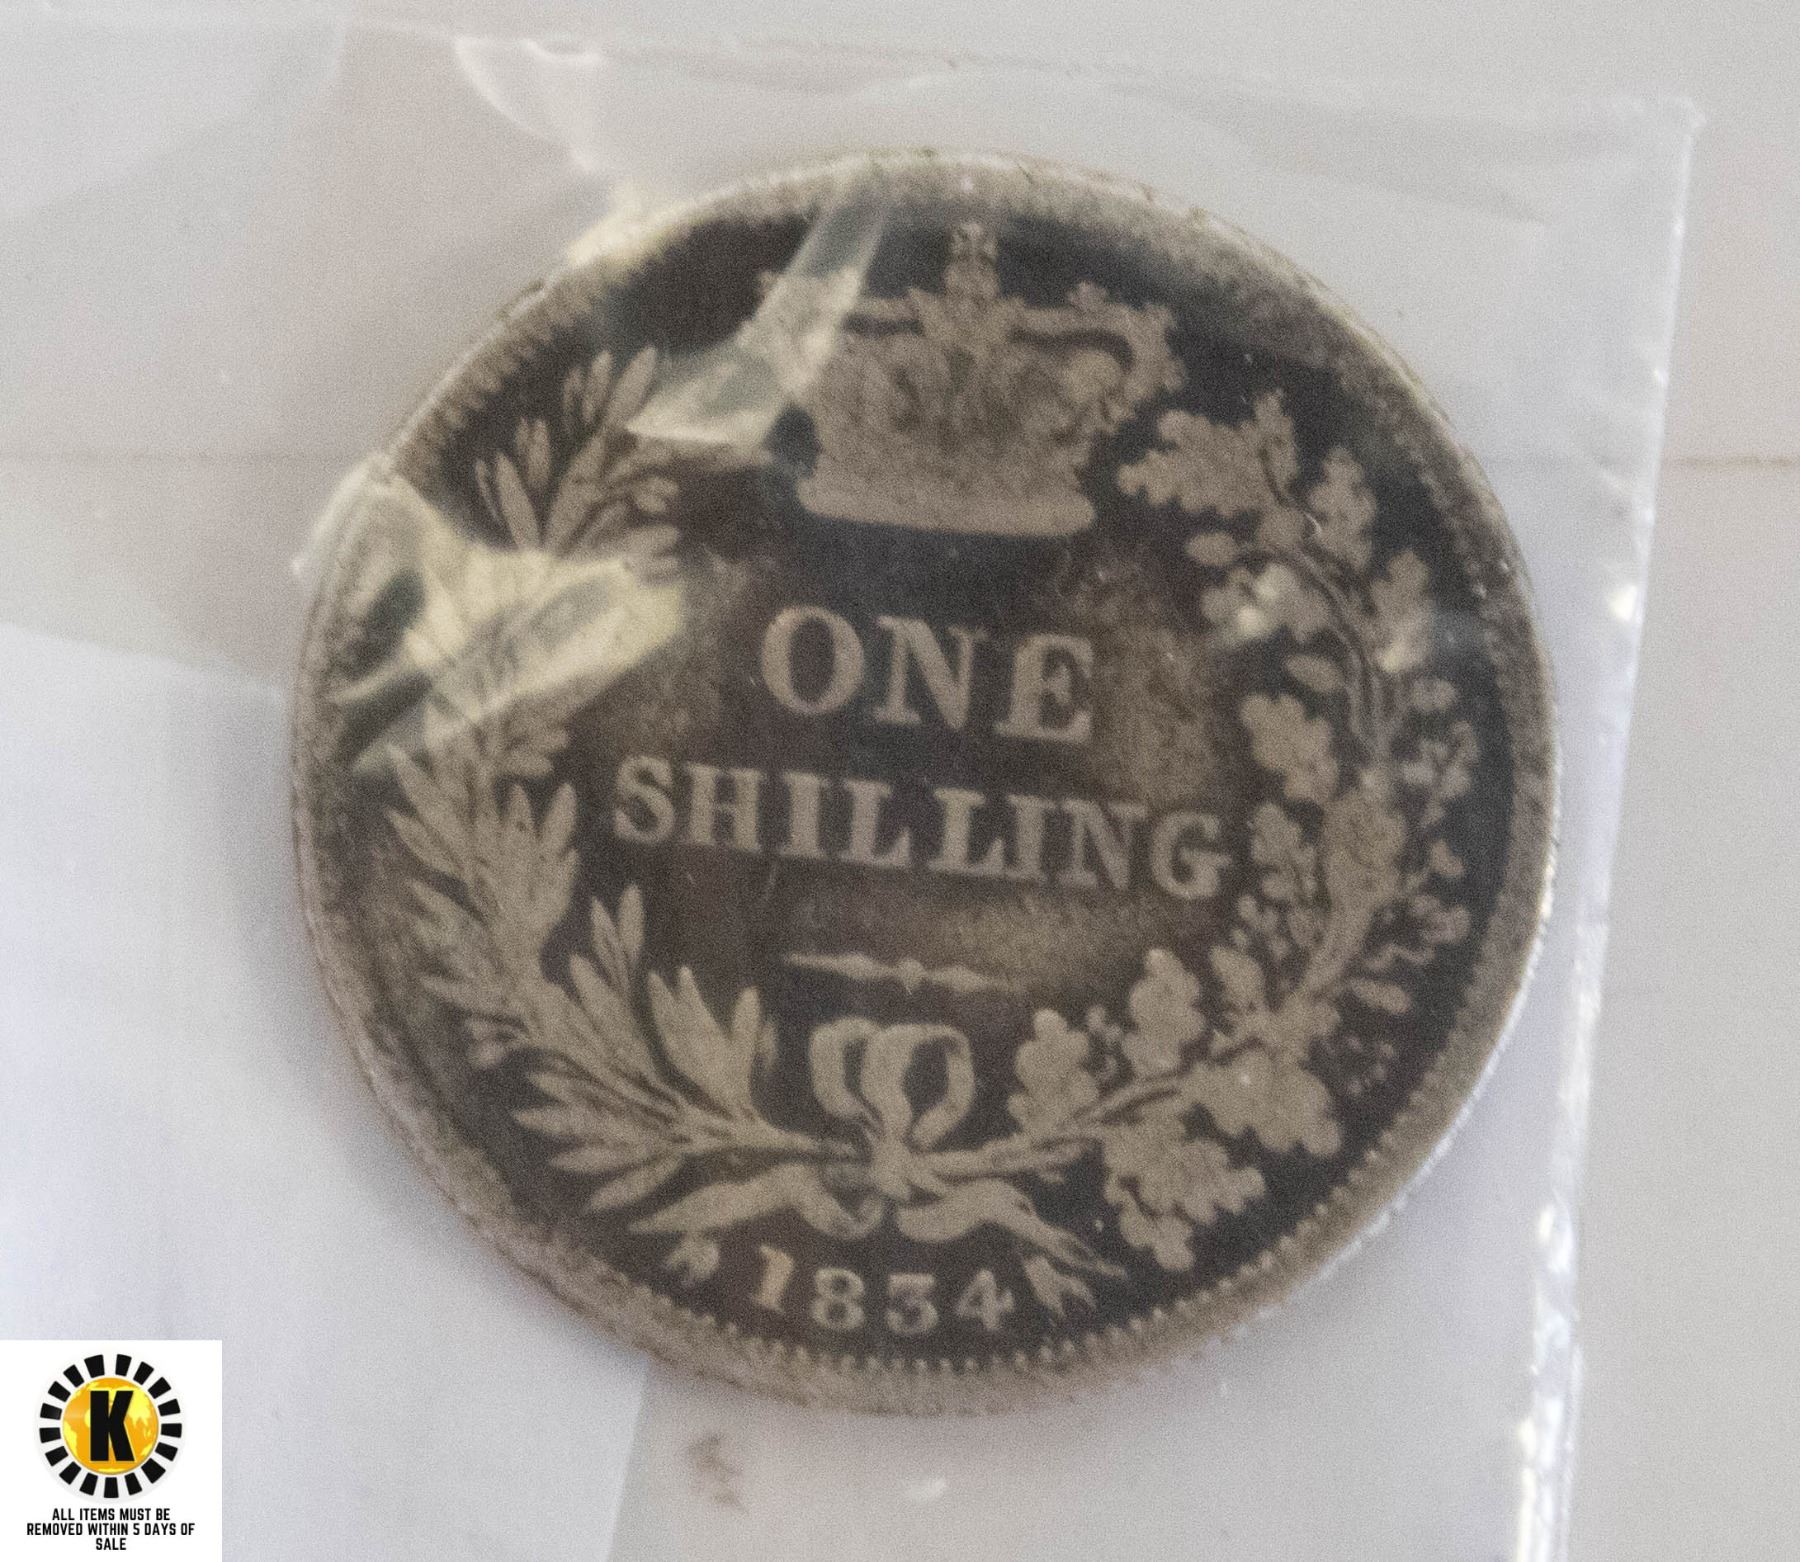 ONE
SHILLING
1834
K
ALL ITEMS MUST BE
REMOVED WITHIN 5 DAYS OF
SALE